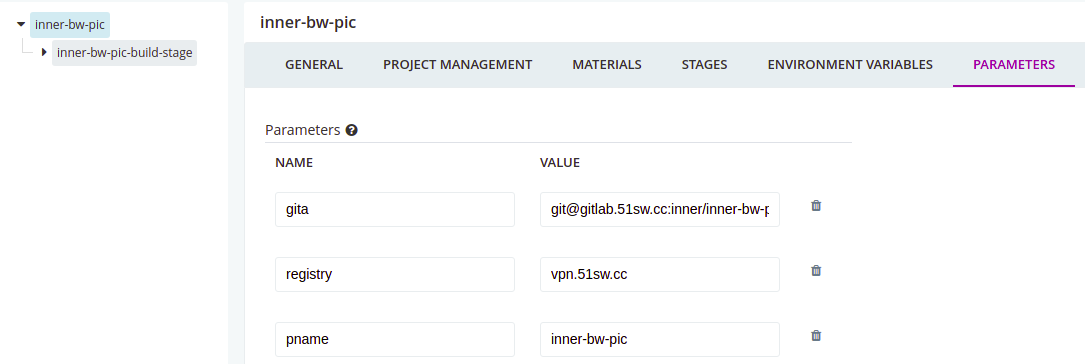 inner-bw-pic
inner-bw-pic-build-stage
inner-bw-pic
GENERAL PROJECT MANAGEMENT MATERIALS STAGES ENVIRONMENT VARIABLES PARAMETERS
Parameters ?
NAME VALUE
gita git@gitlab.51sw.cc:inner/inner-bw-p
registry vpn.51sw.cc
pname inner-bw-pic